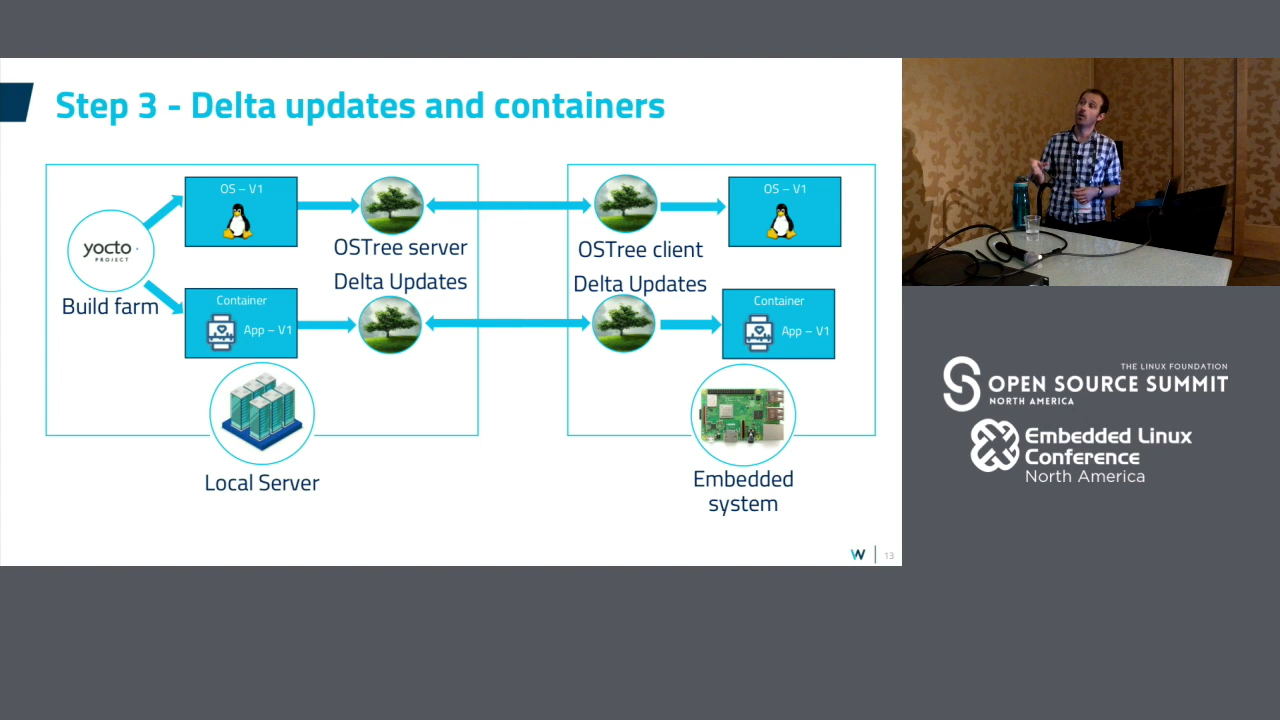 Step 3 - Delta updates and containers
OS – V1
OS – V1
yocto
PROJECT
Build farm
OSTree server
Delta Updates
OSTree client
Delta Updates
Container
App – V1
Container
App – V1
Local Server
Embedded
system
W
13
THE LINUX FOUNDATION
OPEN SOURCE SUMMIT
NORTH AMERICA
Embedded Linux
Conference
North America